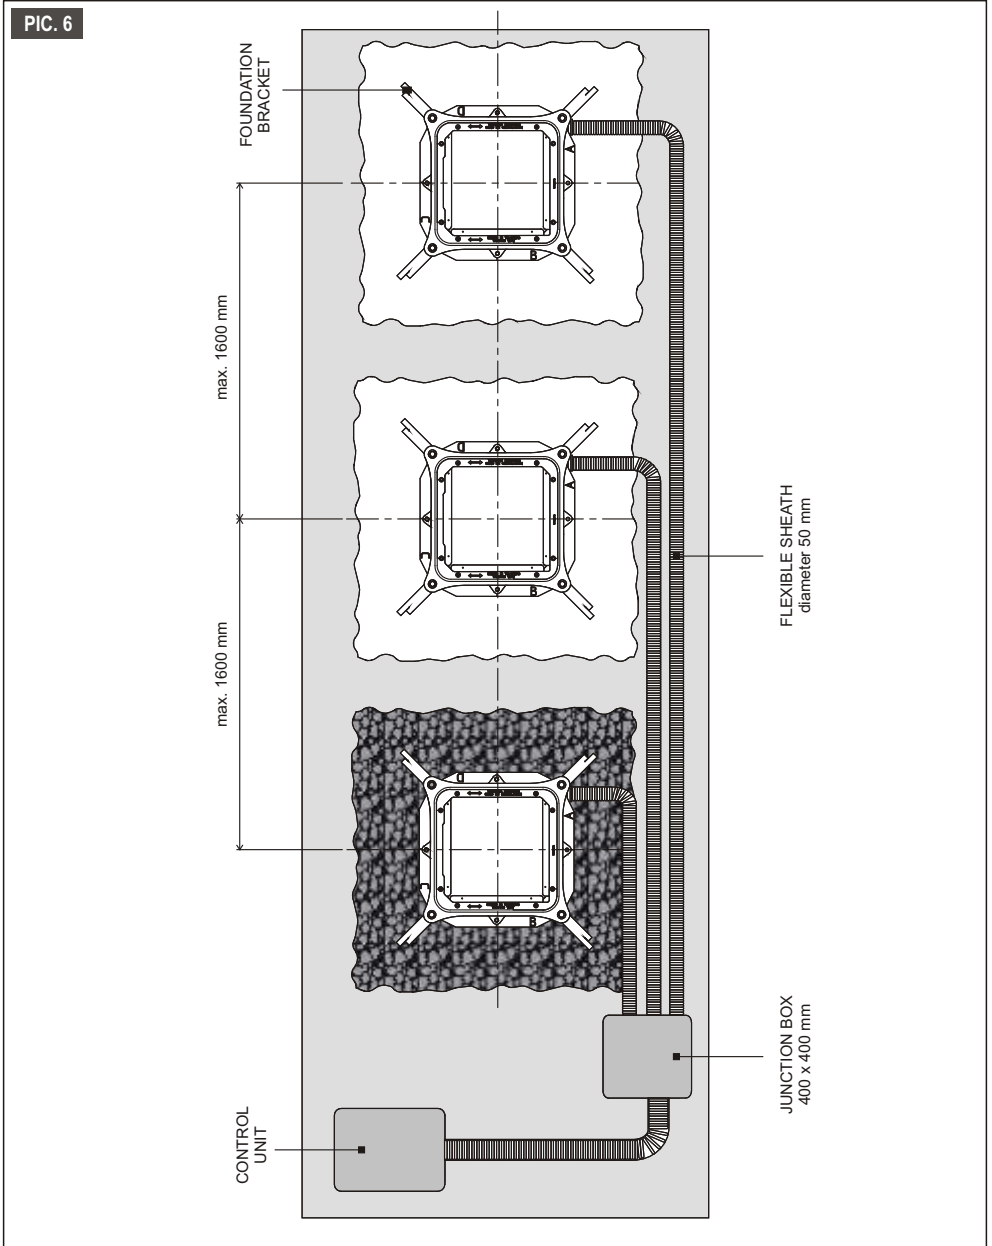 PIC. 6
FOUNDATION
BRACKET
max. 1600 mm
max. 1600 mm
FLEXIBLE SHEATH
diameter 50 mm
JUNCTION BOX
400 x 400 mm
CONTROL
UNIT
D
A
C
B
D
A
C
B
D
A
C
B